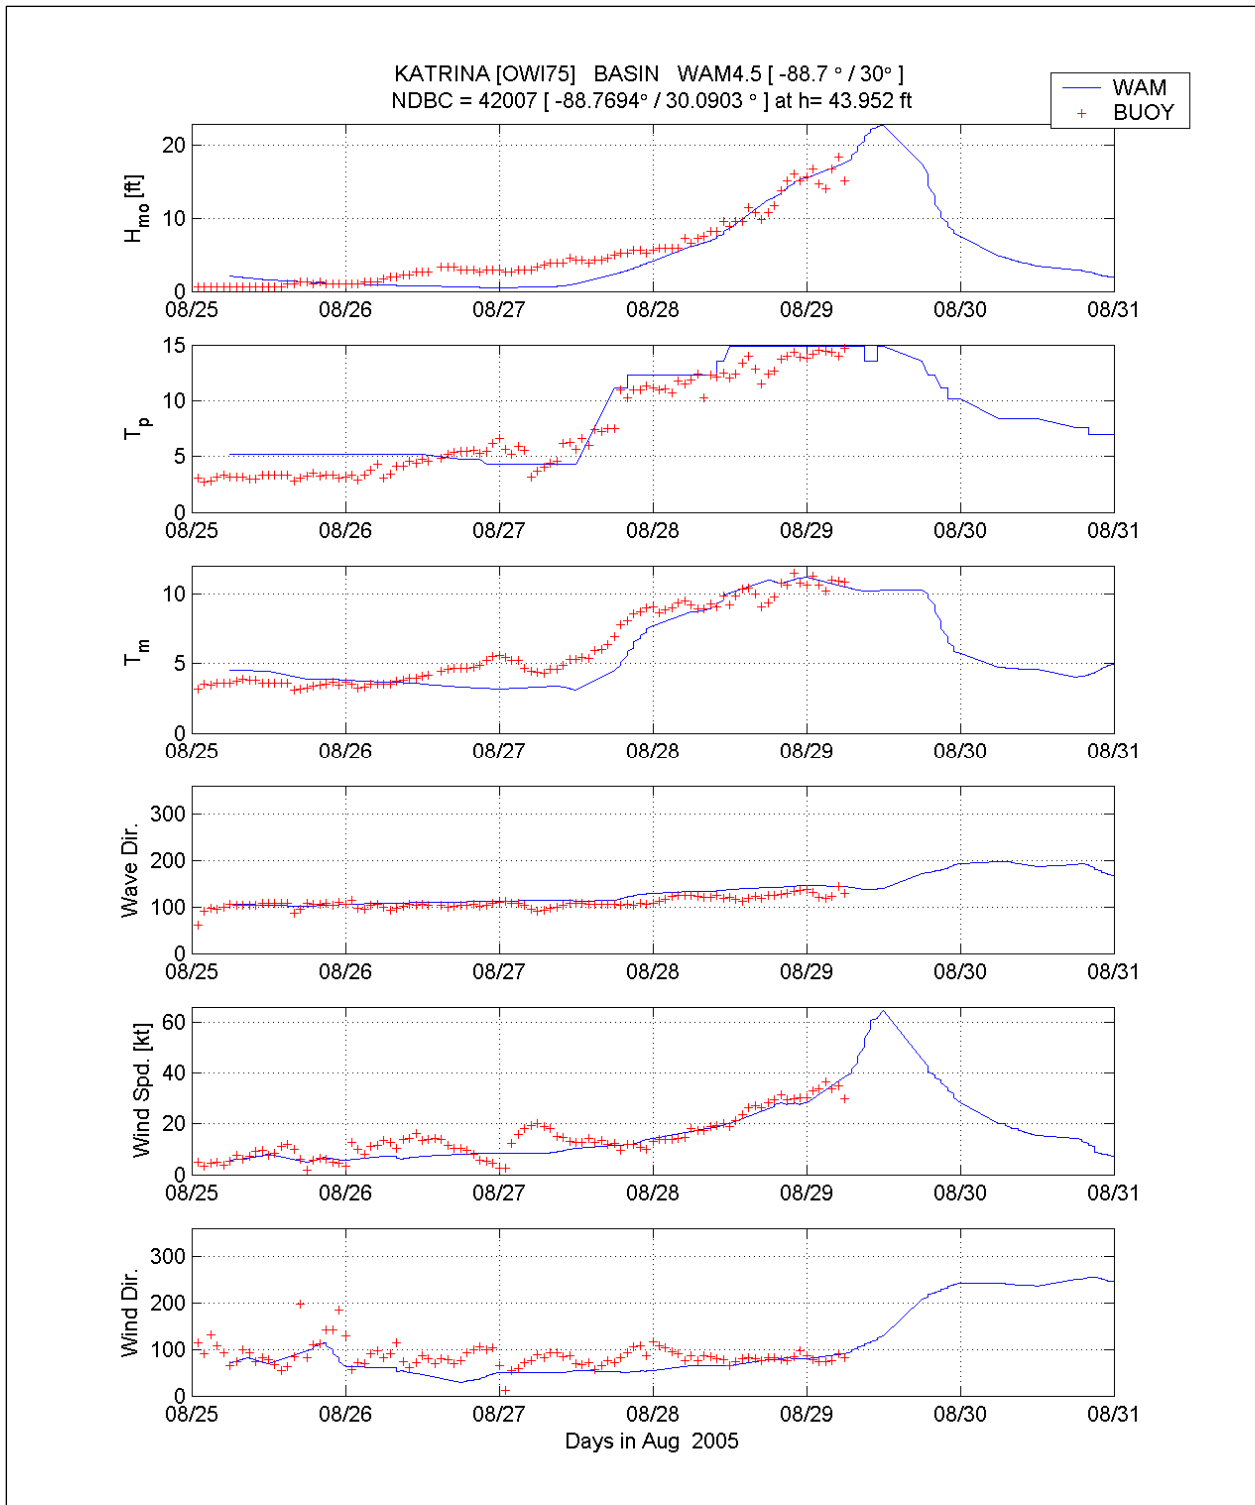 KATRINA [OWI75] BASIN WAM4.5 [ -88.7 ° / 30° ]
NDBC = 42007 [ -88.7694° / 30.0903 ° ] at h= 43.952 ft
WAM
BUOY
H_mo [ft]
20
10
0
08/25 08/26 08/27 08/28 08/29 08/30 08/31
T_p
15
10
5
0
08/25 08/26 08/27 08/28 08/29 08/30 08/31
T_m
10
5
0
08/25 08/26 08/27 08/28 08/29 08/30 08/31
Wave Dir.
300
200
100
0
08/25 08/26 08/27 08/28 08/29 08/30 08/31
Wind Spd. [kt]
60
40
20
0
08/25 08/26 08/27 08/28 08/29 08/30 08/31
Wind Dir.
300
200
100
0
08/25 08/26 08/27 08/28 08/29 08/30 08/31
Days in Aug 2005